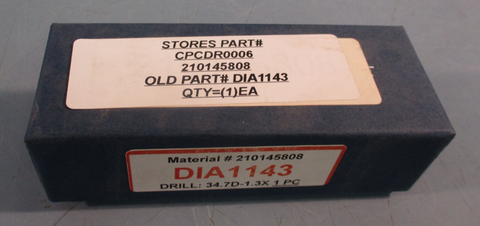 STORES PART#
CPCDR0006
210145808
OLD PART# DIA1143
QTY=(1)EA
Material # 210145808
DIA1143
DRILL: 34.7D-1.3X 1 PC